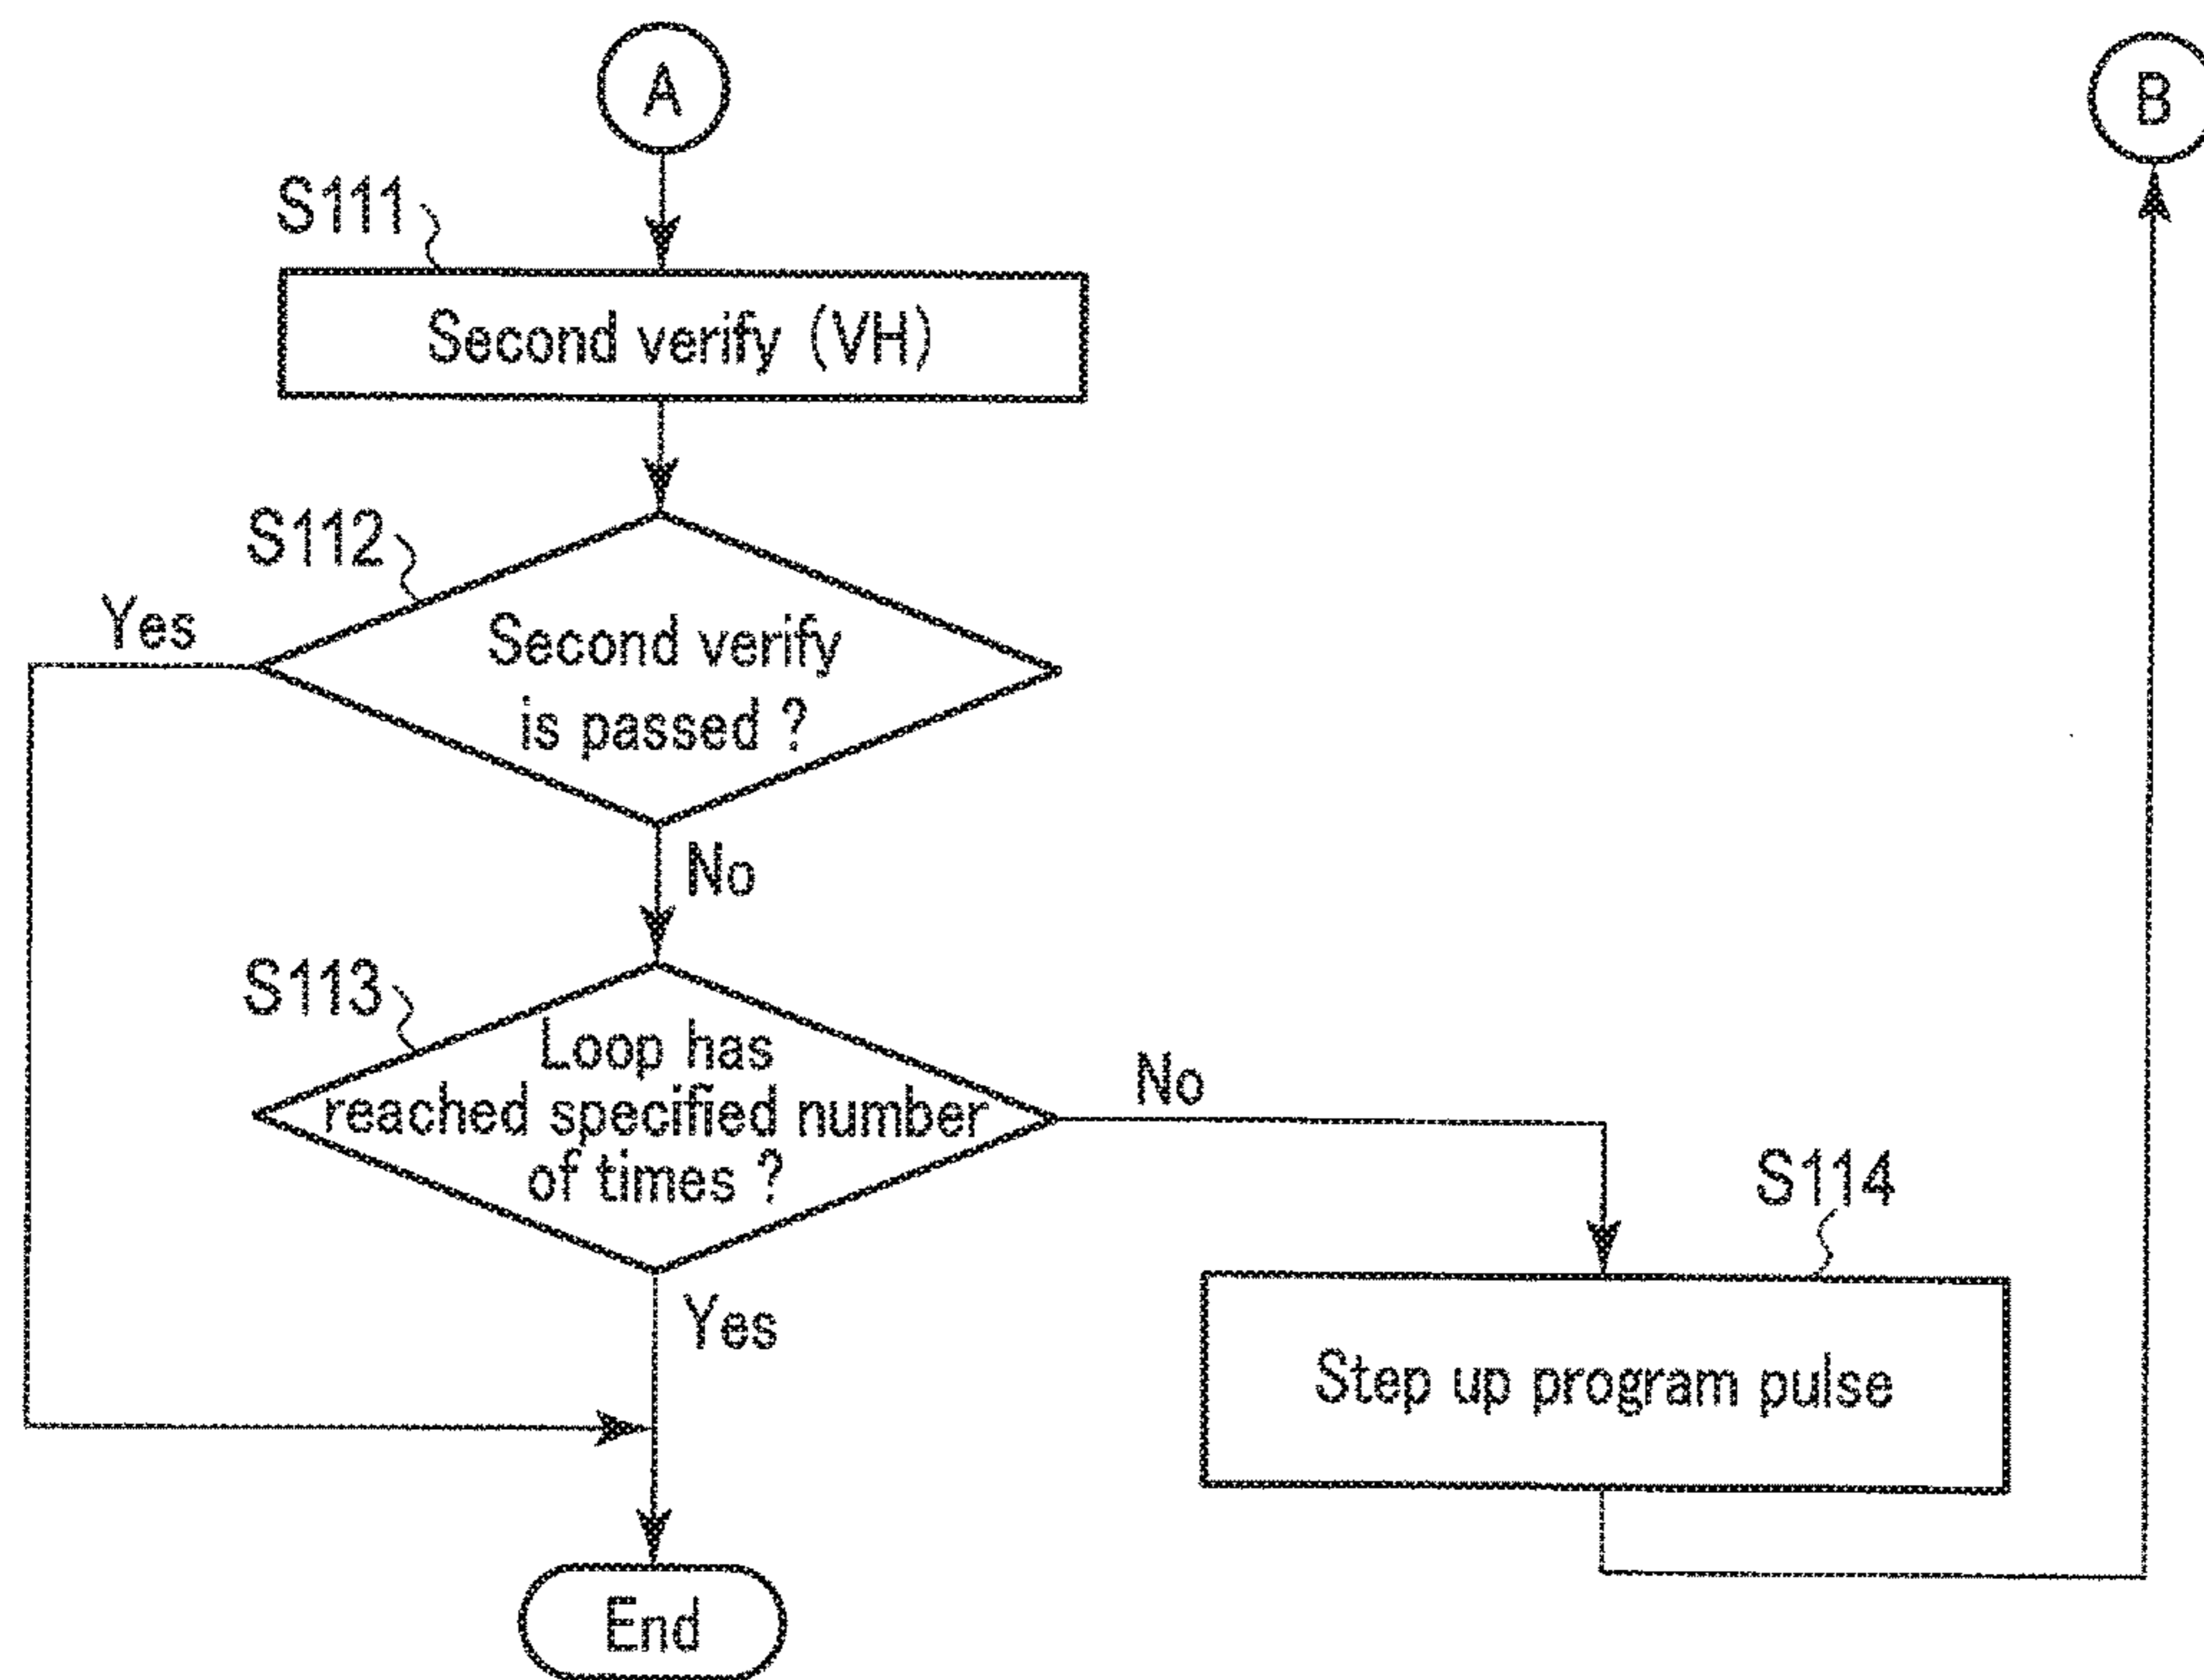 A
B
S111
Second verify (VH)
S112
Yes
Second verify
is passed ?
No
S113
Loop has
reached specified number
of times ?
No
S114
Yes
Step up program pulse
End